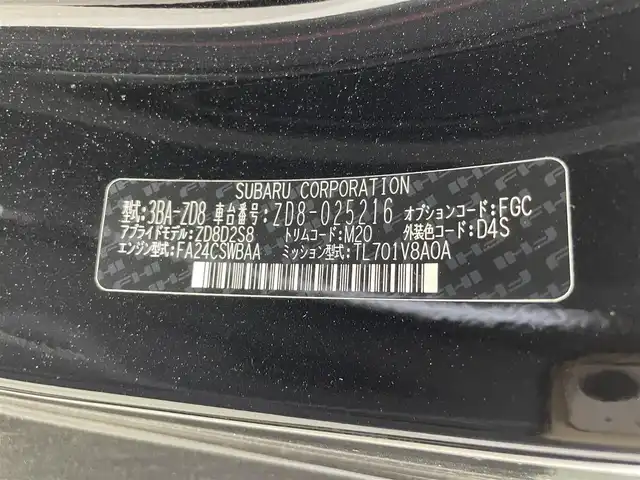 SUBARU CORPORATION
型式:3BA-ZD8 車台番号:ZD8-025216 オプションコード:FGC
アプライドモデル:ZD8D2S8 トリムコード:M20 外装色コード:D4S
エンジン型式:FA24CSWBAA ミッション型式:TL701V8A0A